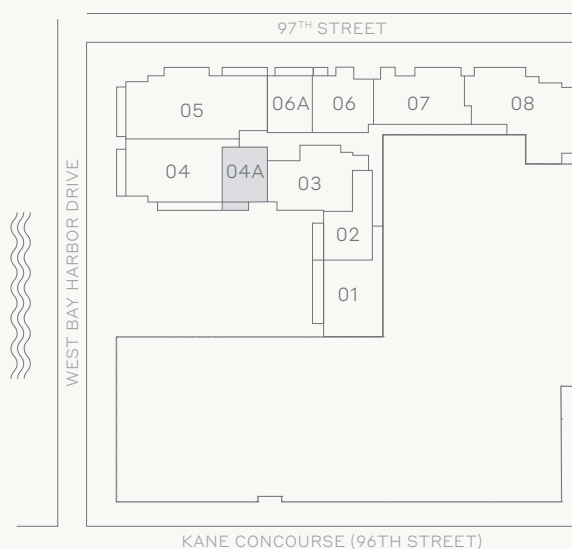 97TH STREET
05
06A
06
07
08
04
04A
03
02
01
WEST BAY HARBOR DRIVE
KANE CONCOURSE (96TH STREET)